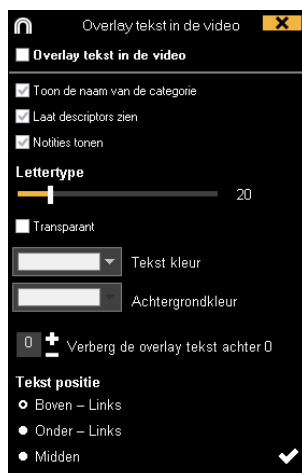 Overlay tekst in de video
Overlay tekst in de video
Toon de naam van de categorie
Laat descriptors zien
Notities tonen
Lettertype
20
Transparant
Tekst kleur
Achtergrondkleur
0 Verberg de overlay tekst achter 0
Tekst positie
Boven – Links
Onder – Links
Midden